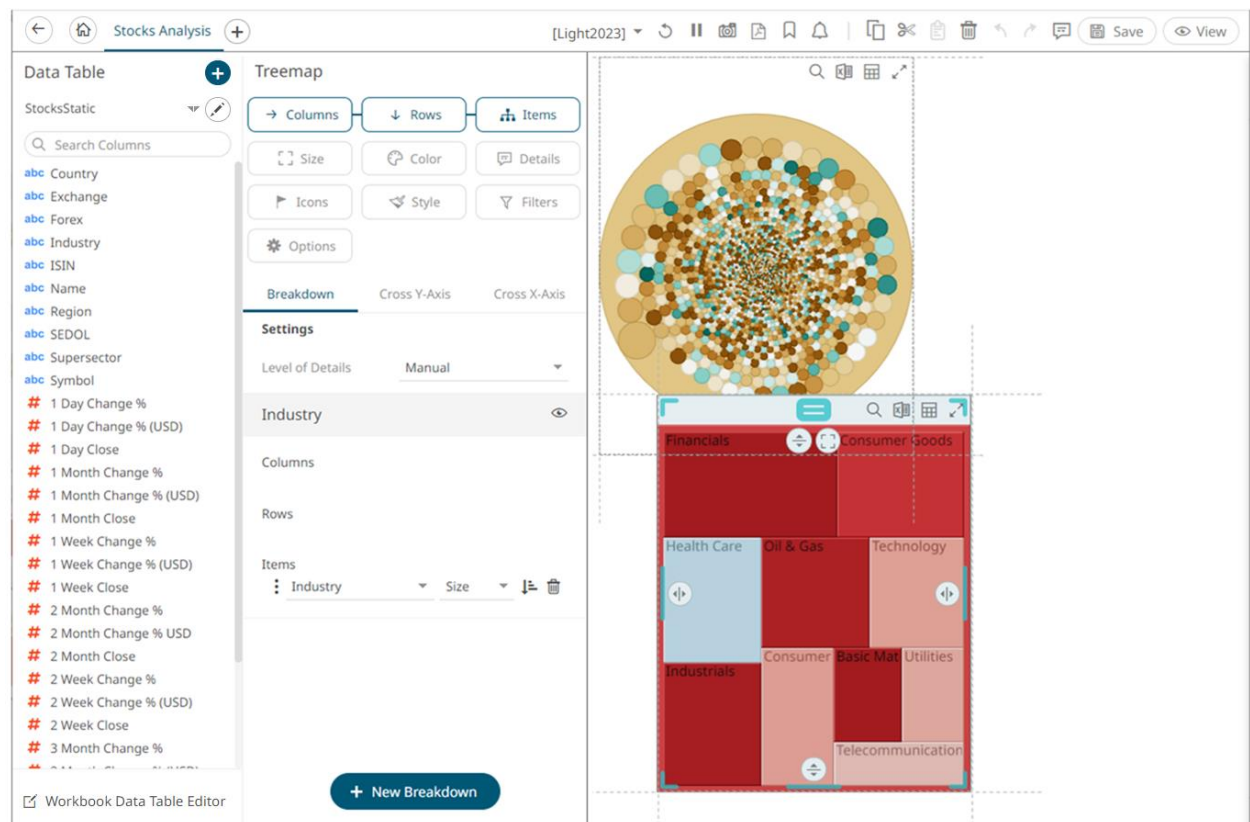 Stocks Analysis
[Light2023]
Save
View
Data Table
StocksStatic
Search Columns
abc Country
abc Exchange
abc Forex
abc Industry
abc ISIN
abc Name
abc Region
abc SEDOL
abc Supersector
abc Symbol
# 1 Day Change %
# 1 Day Change % (USD)
# 1 Day Close
# 1 Month Change %
# 1 Month Change % (USD)
# 1 Month Close
# 1 Week Change %
# 1 Week Change % (USD)
# 1 Week Close
# 2 Month Change %
# 2 Month Change % USD
# 2 Month Close
# 2 Week Change %
# 2 Week Change % (USD)
# 2 Week Close
# 3 Month Change %
Workbook Data Table Editor
Treemap
Columns
Rows
Items
Size
Color
Details
Icons
Style
Filters
Options
Breakdown
Cross Y-Axis
Cross X-Axis
Settings
Level of Details Manual
Industry
Columns
Rows
Items
Industry Size
+ New Breakdown
Financials
Consumer Goods
Health Care
Oil & Gas
Technology
Industrials
Consumer
Basic Mat
Utilities
Telecommunication